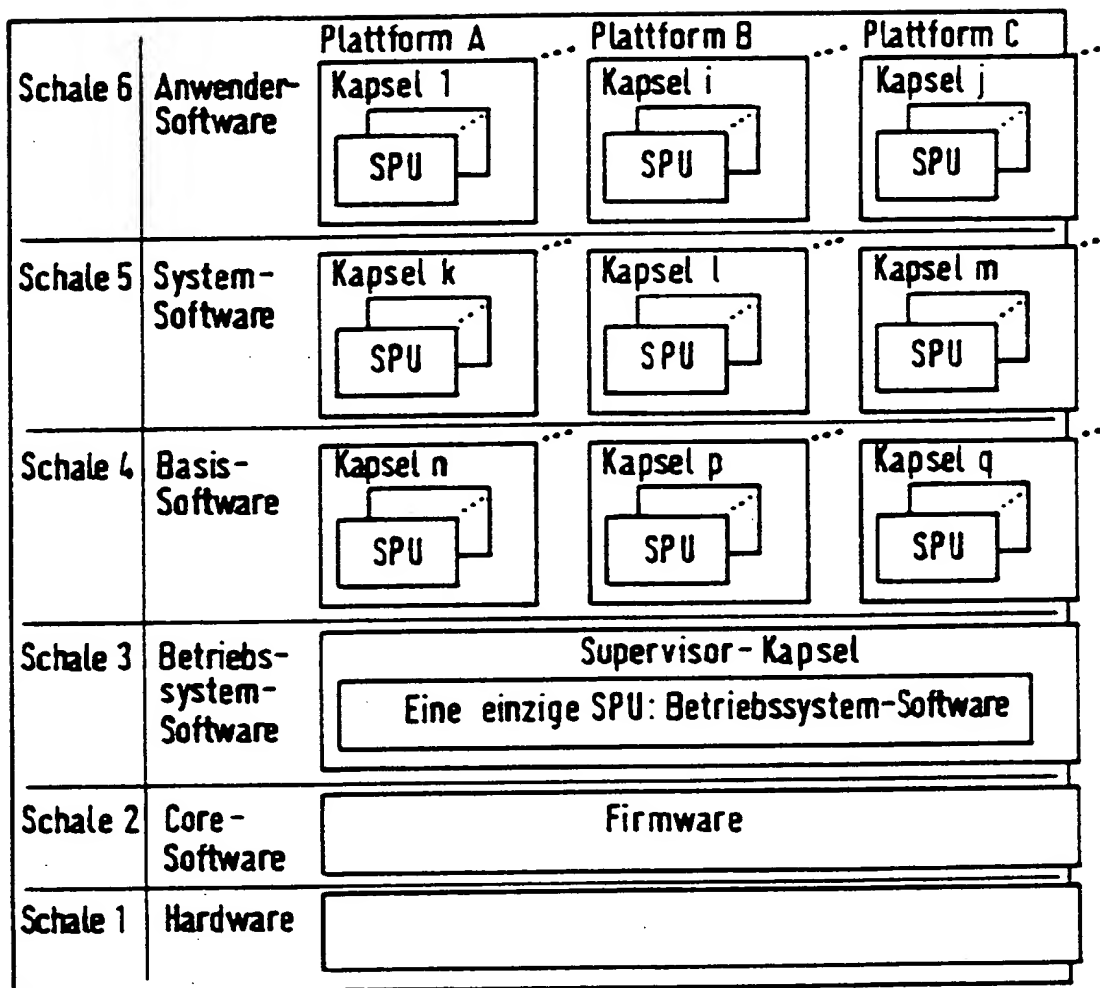 Plattform A ... Plattform B ... Plattform C ...
Schale 6 Anwender- Kapsel 1 Kapsel i Kapsel j
Software
SPU SPU SPU
Schale 5 System- Kapsel k Kapsel l Kapsel m
Software
SPU SPU SPU
Schale 4 Basis- Kapsel n Kapsel p Kapsel q
Software
SPU SPU SPU
Schale 3 Betriebs- Supervisor-Kapsel
system- Eine einzige SPU: Betriebssystem-Software
Software
Schale 2 Core- Firmware
Software
Schale 1 Hardware